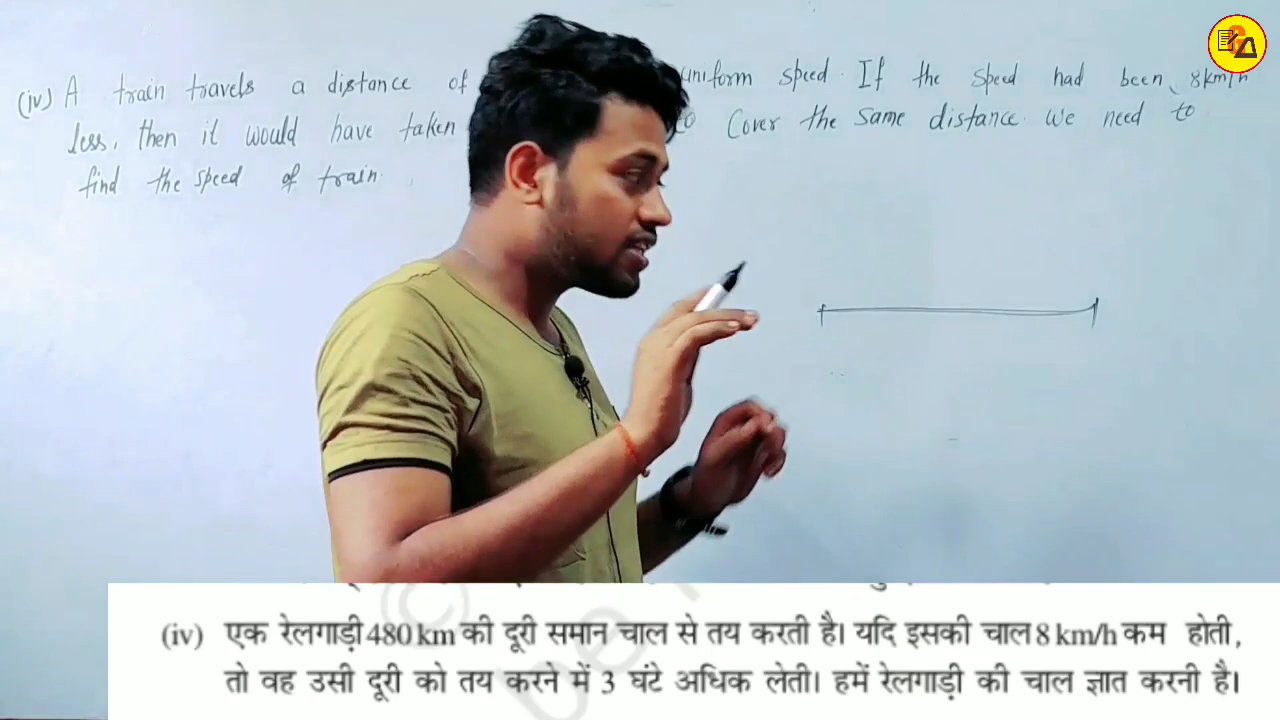 (iv) A train travels a distance of uniform speed. If the speed had been 8km/h
less, then it would have taken to cover the same distance. We need to
find the speed of train.
(iv) एक रेलगाड़ी 480 km की दूरी समान चाल से तय करती है। यदि इसकी चाल 8 km/h कम होती,
तो वह उसी दूरी को तय करने में 3 घंटे अधिक लेती। हमें रेलगाड़ी की चाल ज्ञात करनी है।